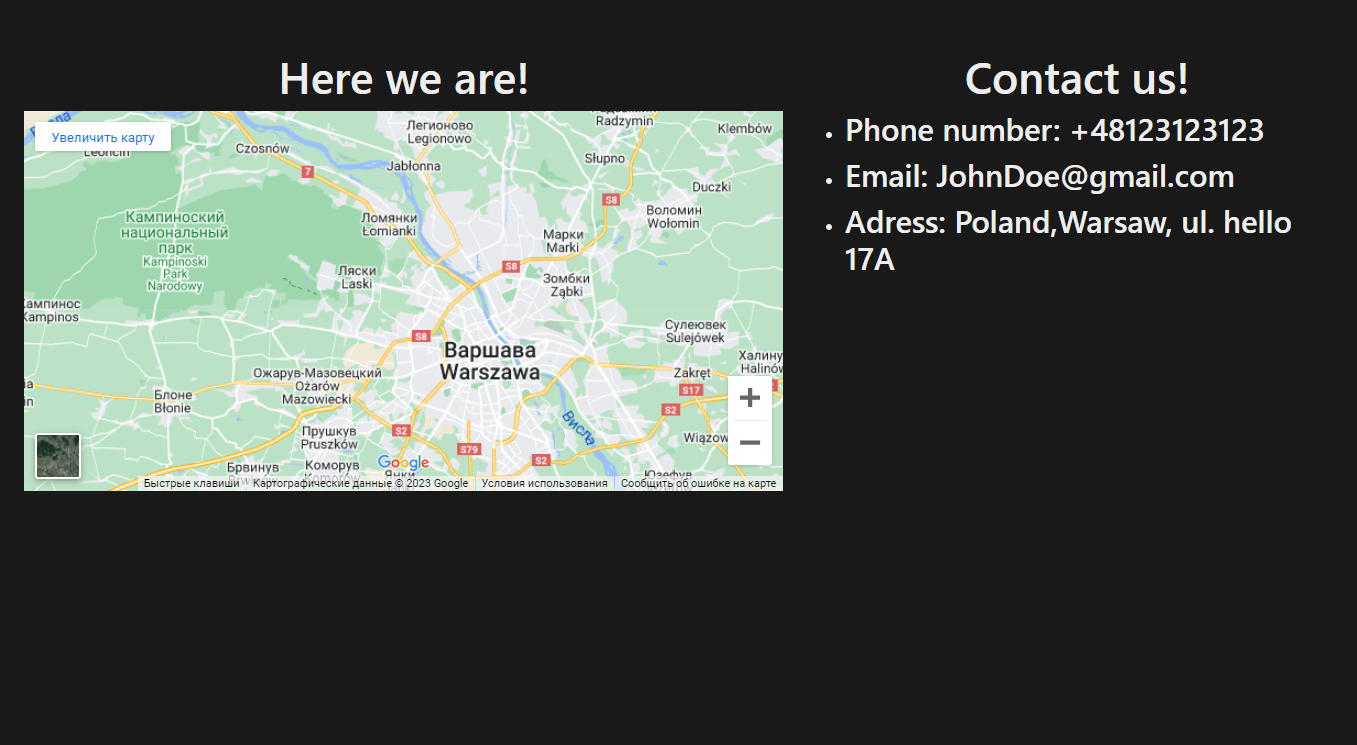 Here we are!
Contact us!
Phone number: +48123123123
Email: JohnDoe@gmail.com
Adress: Poland,Warsaw, ul. hello
17A
Увеличить карту
Leoncin
Czosnów
Легионово
Legionowo
Radzymin
Klembów
7
Jabłonna
Słupno
Duczki
S8
Кампиноский
национальный
парк
Kampinoski
Park
Narodowy
Ломянки
Łomianki
Воломин
Wołomin
Марки
Marki
Ляски
Laski
S8
Зомбки
Ząbki
Кампинос
Kampinos
S8
Сулеювек
Sulejówek
Варшава
Warszawa
Халину
Halinów
Ожарув-Мазовецкий
Ożarów
Mazowiecki
Zakręt
S17
Блоне
Błonie
S2
Висла
Прушкув
Pruszków
S2
S79
S2
Wiązow
Брвинув
Коморув
Komorów
Янки
Юзефув
Google
Быстрые клавиши
Картографические данные © 2023 Google
Условия использования
Сообщить об ошибке на карте